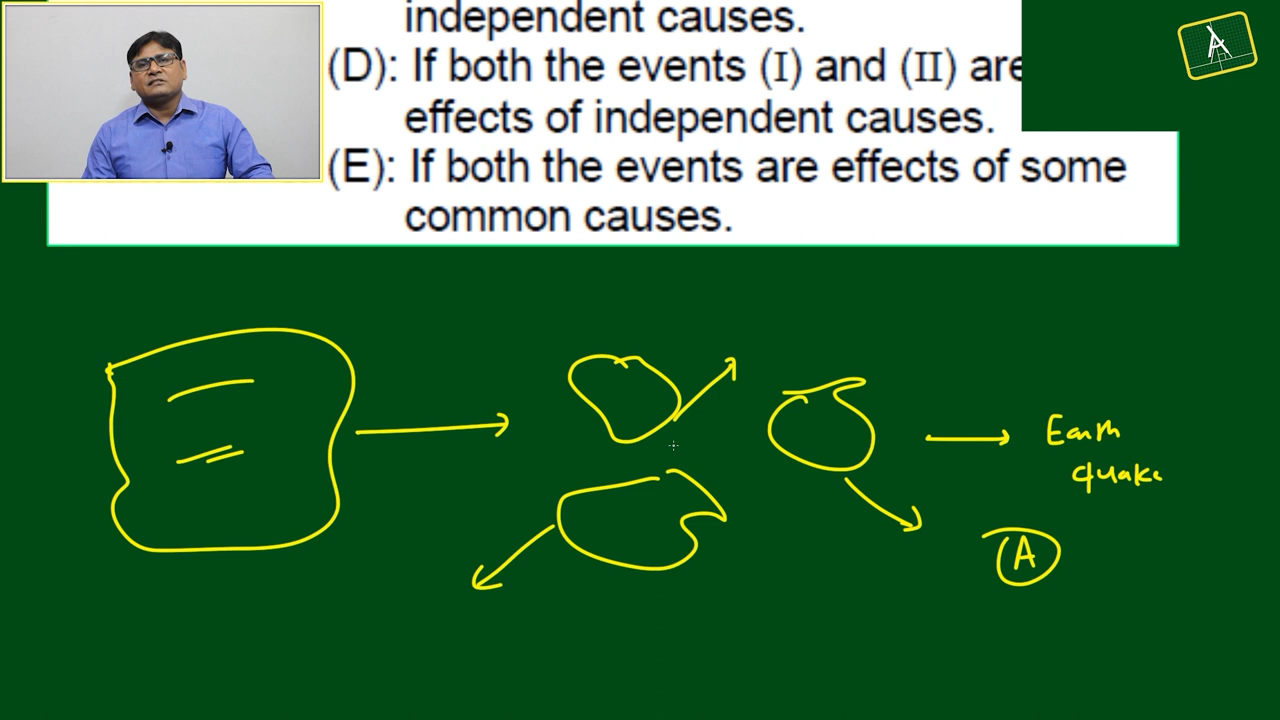 independent causes.
(D): If both the events (I) and (II) are
effects of independent causes.
(E): If both the events are effects of some
common causes.
Earth
quake
A